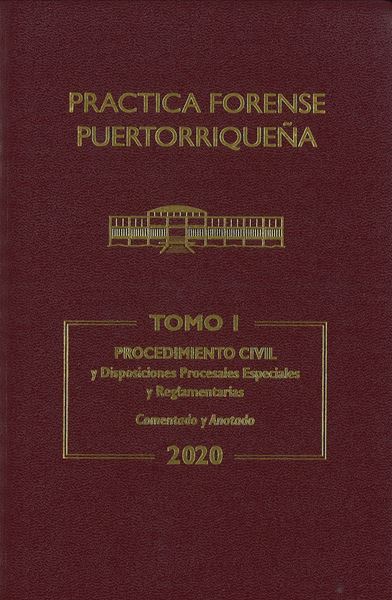 PRACTICA FORENSE
PUERTORRIQUEÑA
TOMO I
PROCEDIMIENTO CIVIL
y Disposiciones Procesales Especiales
y Reglamentarias
Comentado y Anotado
2020